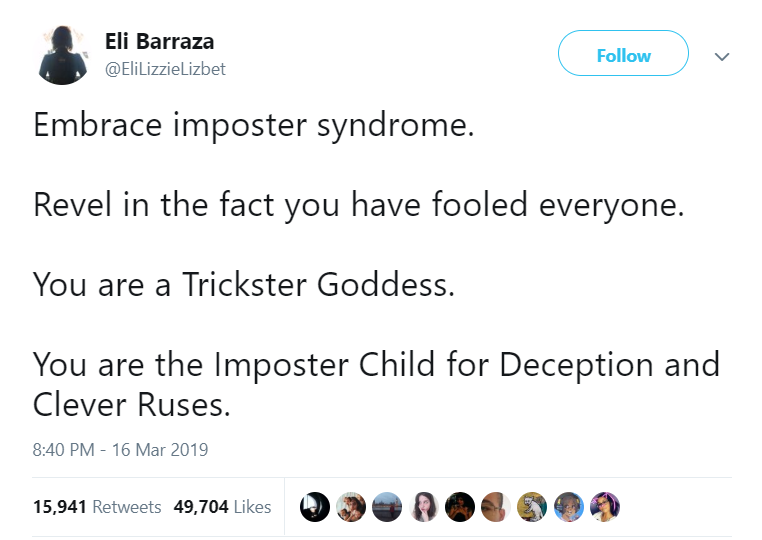 Eli Barraza
@EliLizzieLizbet
Follow
Embrace imposter syndrome.
Revel in the fact you have fooled everyone.
You are a Trickster Goddess.
You are the Imposter Child for Deception and
Clever Ruses.
8:40 PM - 16 Mar 2019
15,941 Retweets 49,704 Likes